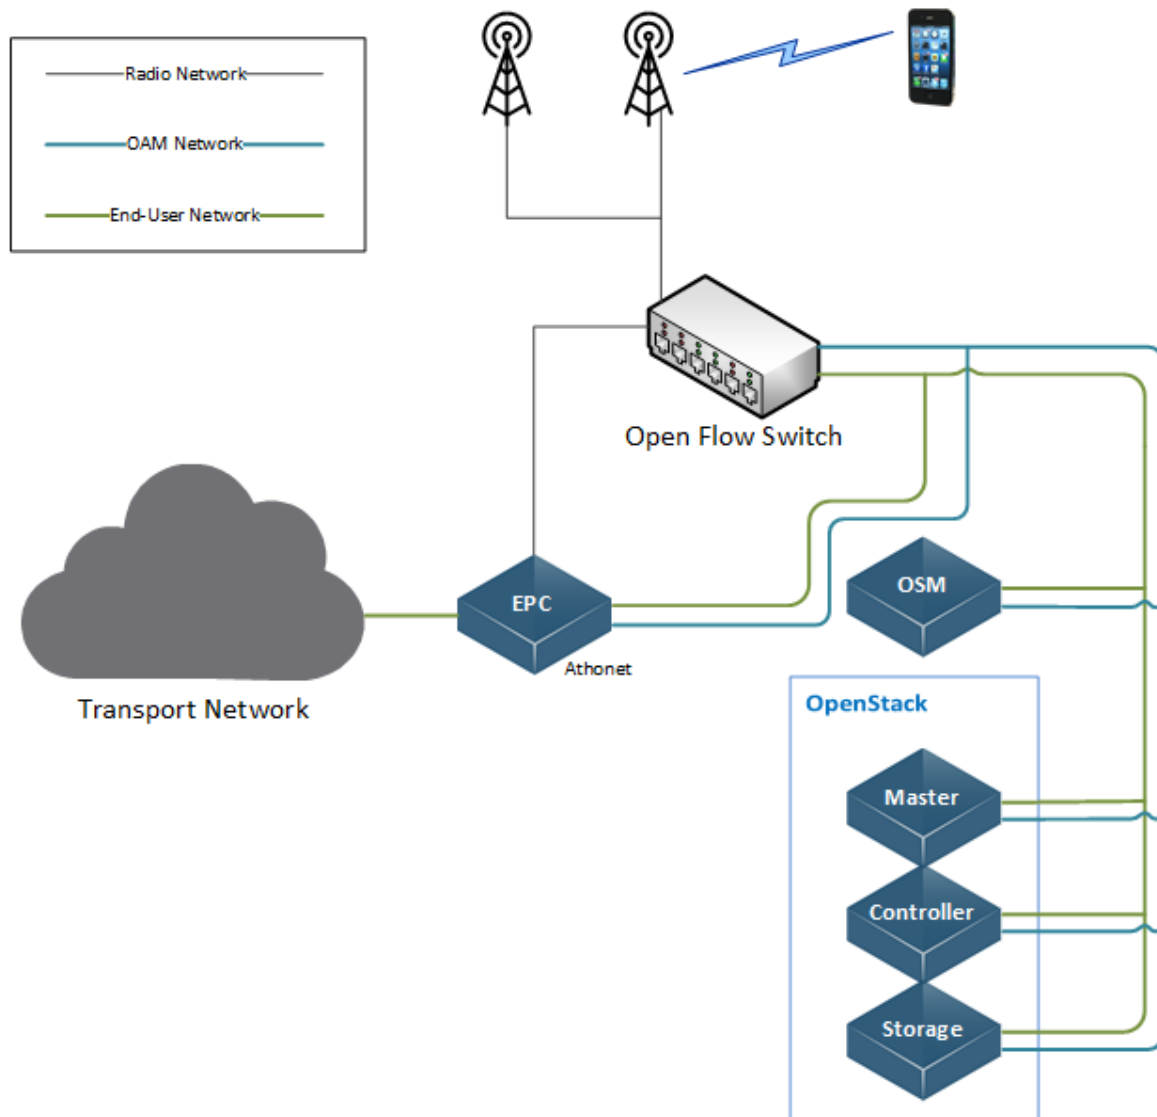 Radio Network
OAM Network
End-User Network
Open Flow Switch
EPC
Athonet
Transport Network
OSM
OpenStack
Master
Controller
Storage